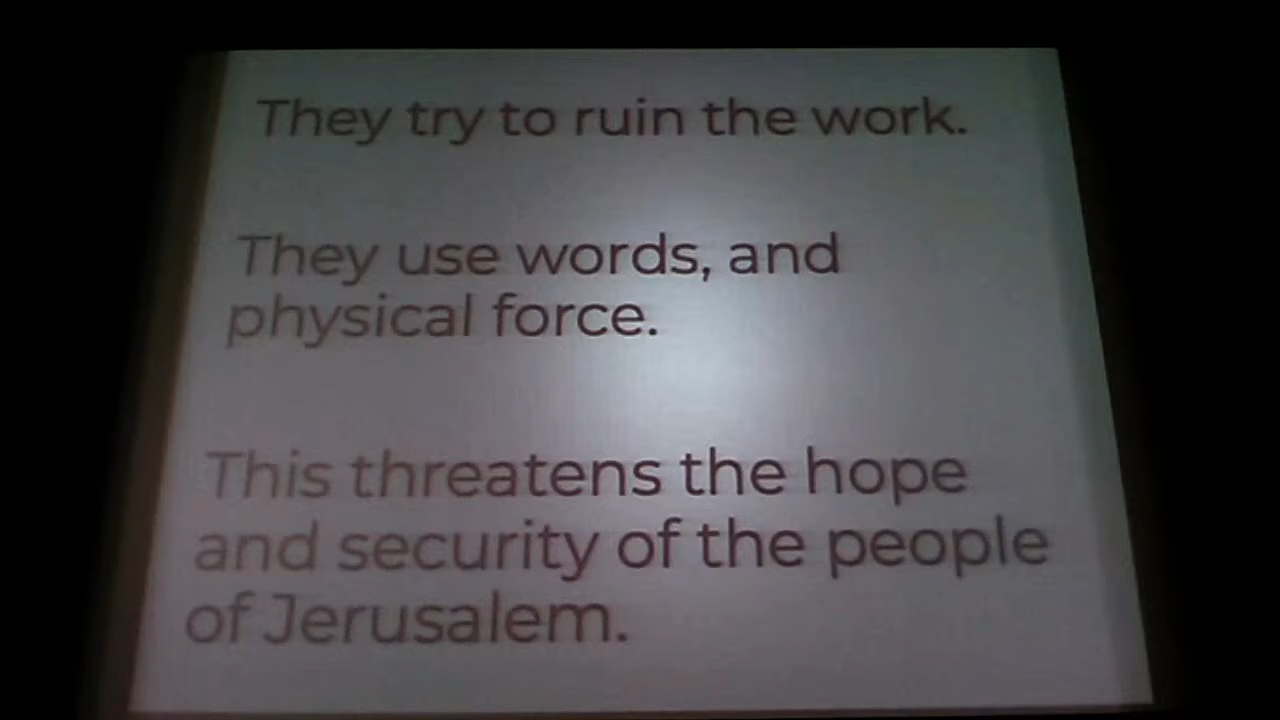 They try to ruin the work.
They use words, and
physical force.
This threatens the hope
and security of the people
of Jerusalem.